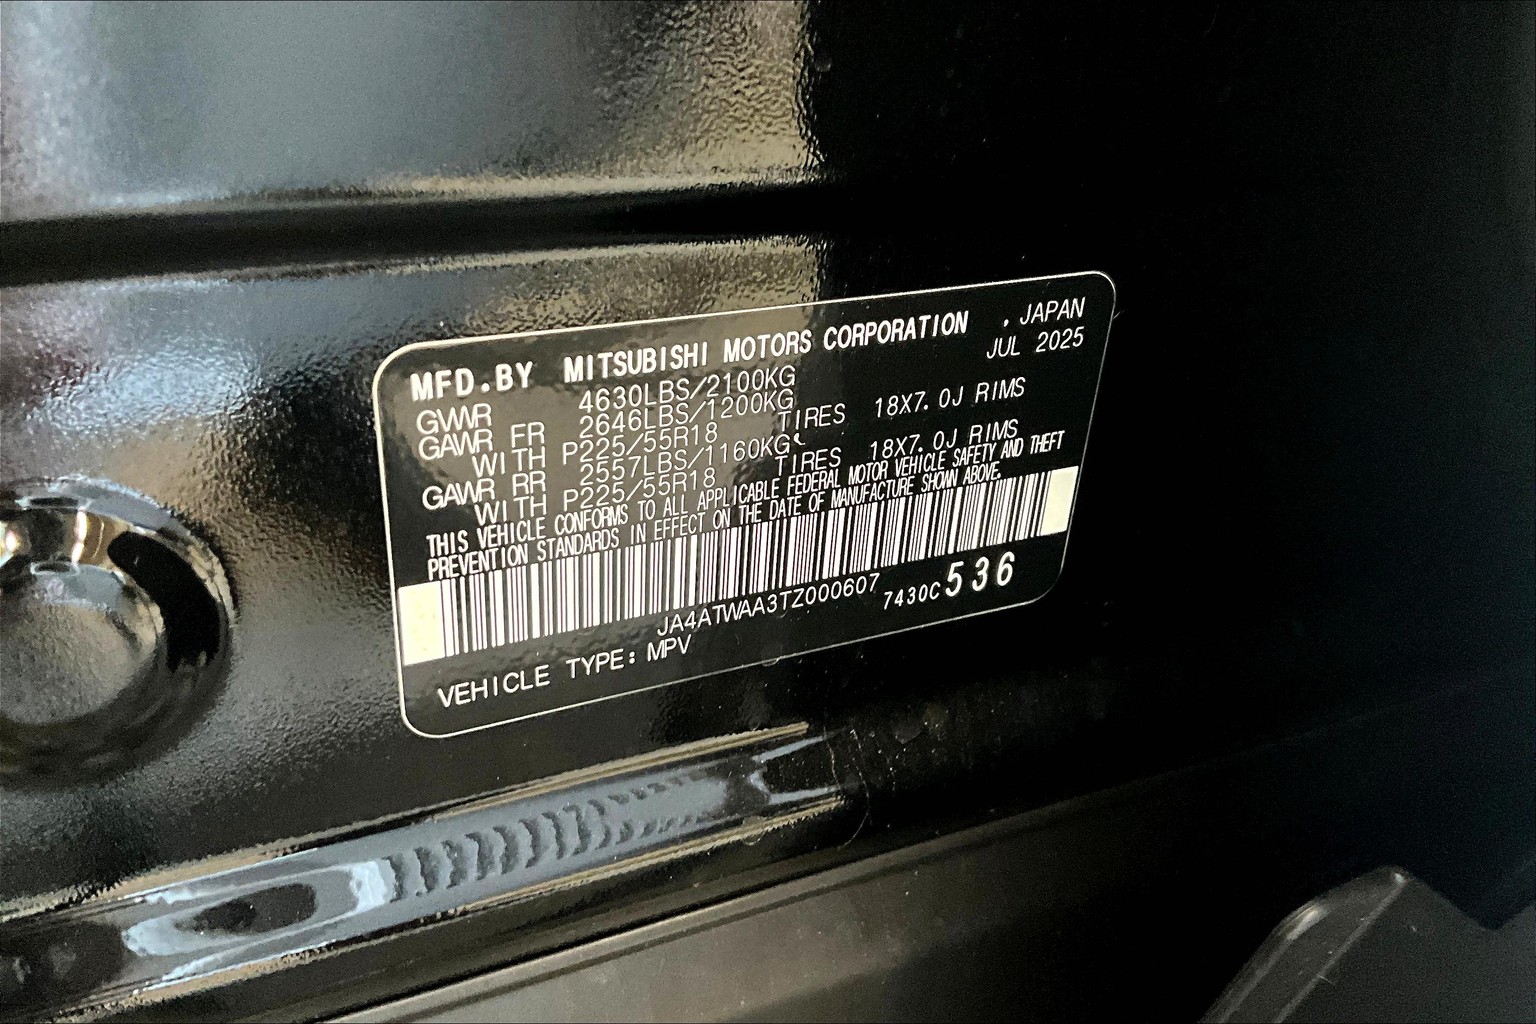 MFD.BY MITSUBISHI MOTORS CORPORATION , JAPAN
JUL 2025
GVWR 4630LBS/2100KG
GAWR FR 2646LBS/1200KG
WITH P225/55R18 TIRES 18X7.0J RIMS
GAWR RR 2557LBS/1160KG
WITH P225/55R18 TIRES 18X7.0J RIMS
THIS VEHICLE CONFORMS TO ALL APPLICABLE FEDERAL MOTOR VEHICLE SAFETY AND THEFT
PREVENTION STANDARDS IN EFFECT ON THE DATE OF MANUFACTURE SHOWN ABOVE.
JA4ATWAA3TZ000607 7430C536
VEHICLE TYPE: MPV